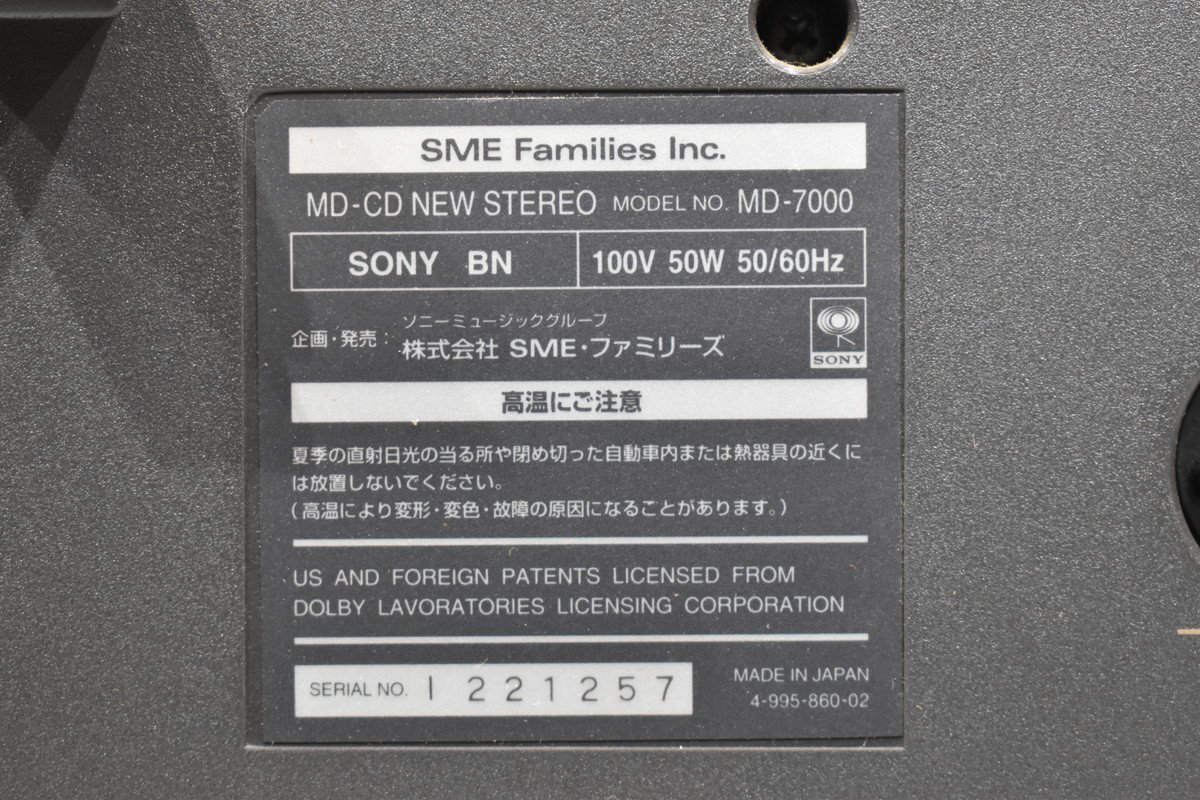 SME Families Inc.
MD-CD NEW STEREO MODEL NO. MD-7000
SONY BN
100V 50W 50/60Hz
ソニーミュージックグループ
企画・発売: 株式会社 SME・ファミリーズ
SONY
高温にご注意
夏季の直射日光の当る所や閉め切った自動車内または熱器具の近くに
は放置しないでください。
(高温により変形・変色・故障の原因になることがあります。)
US AND FOREIGN PATENTS LICENSED FROM
DOLBY LAVORATORIES LICENSING CORPORATION
SERIAL NO. 1221257
MADE IN JAPAN
4-995-860-02